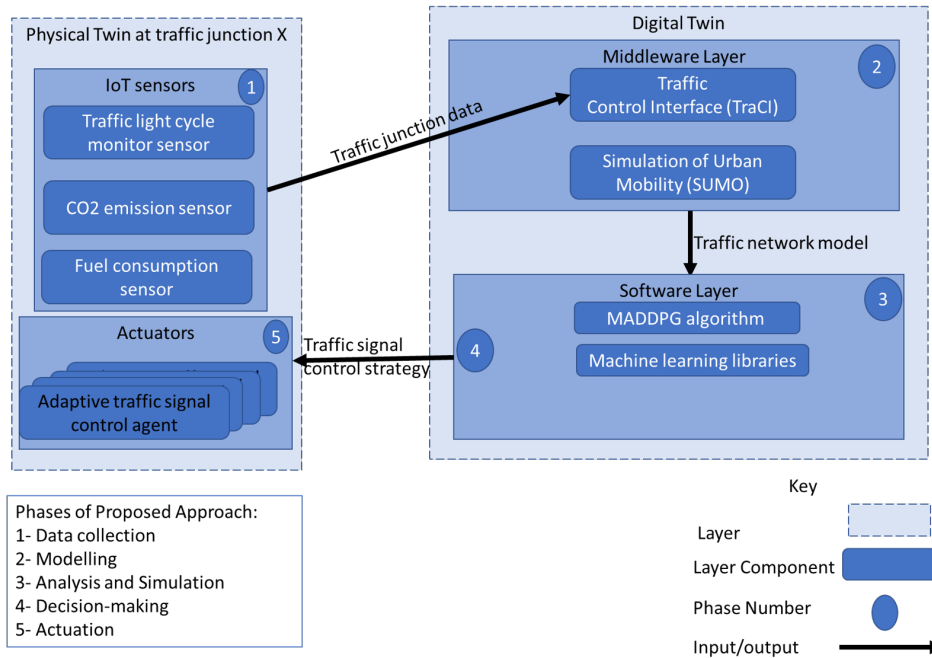 Physical Twin at traffic junction X
IoT sensors
1
Traffic light cycle
monitor sensor
CO2 emission sensor
Fuel consumption
sensor
Actuators
5
Adaptive traffic signal
control agent
Traffic junction data
Digital Twin
Middleware Layer
2
Traffic
Control Interface (TraCI)
Simulation of Urban
Mobility (SUMO)
Traffic network model
Software Layer
3
MADDPG algorithm
Machine learning libraries
4
Traffic signal
control strategy
Phases of Proposed Approach:
1- Data collection
2- Modelling
3- Analysis and Simulation
4- Decision-making
5- Actuation
Key
Layer
Layer Component
Phase Number
Input/output